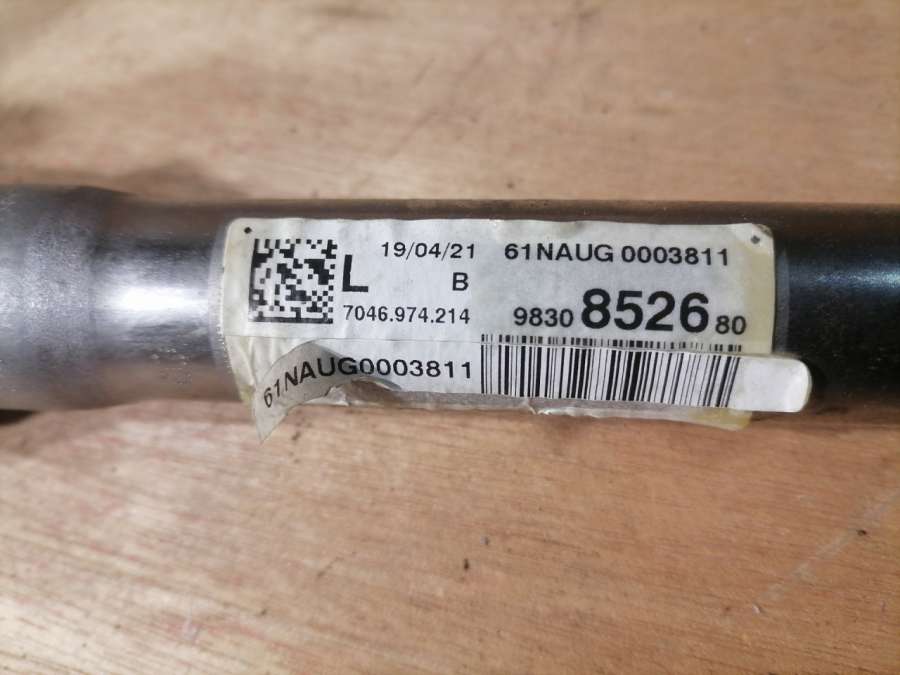 19/04/21 61NAUG 0003811
L B
7046.974.214 9830 8526 80
61NAUG0003811